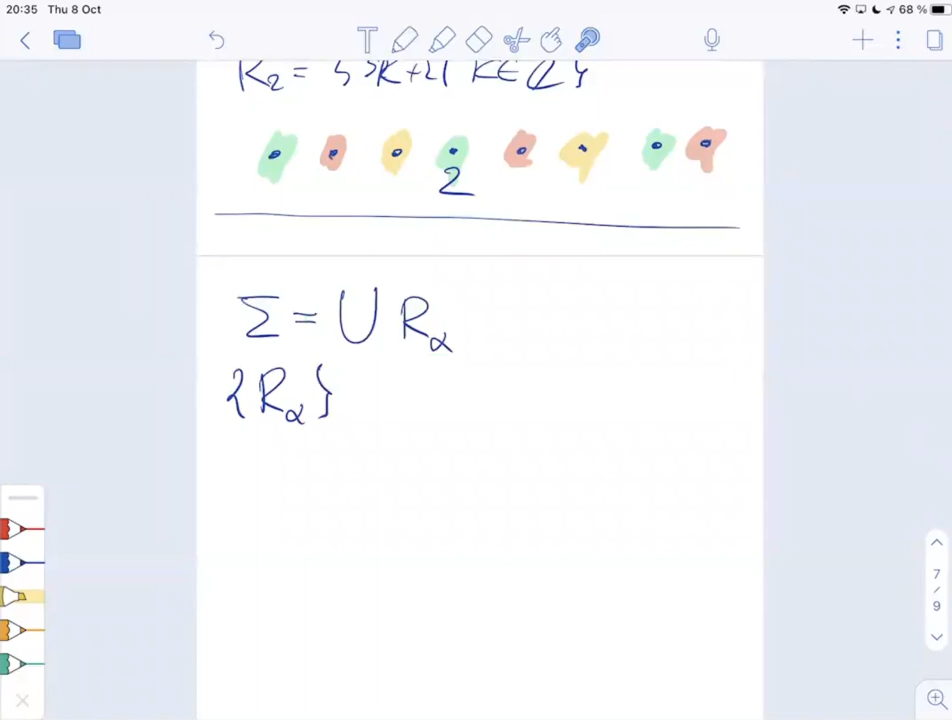 20:35 Thu 8 Oct
68 %
T
R₂ = {3k+2| k∈ℤ}
2
Σ = ∪ R_α
{R_α}
7
/
9